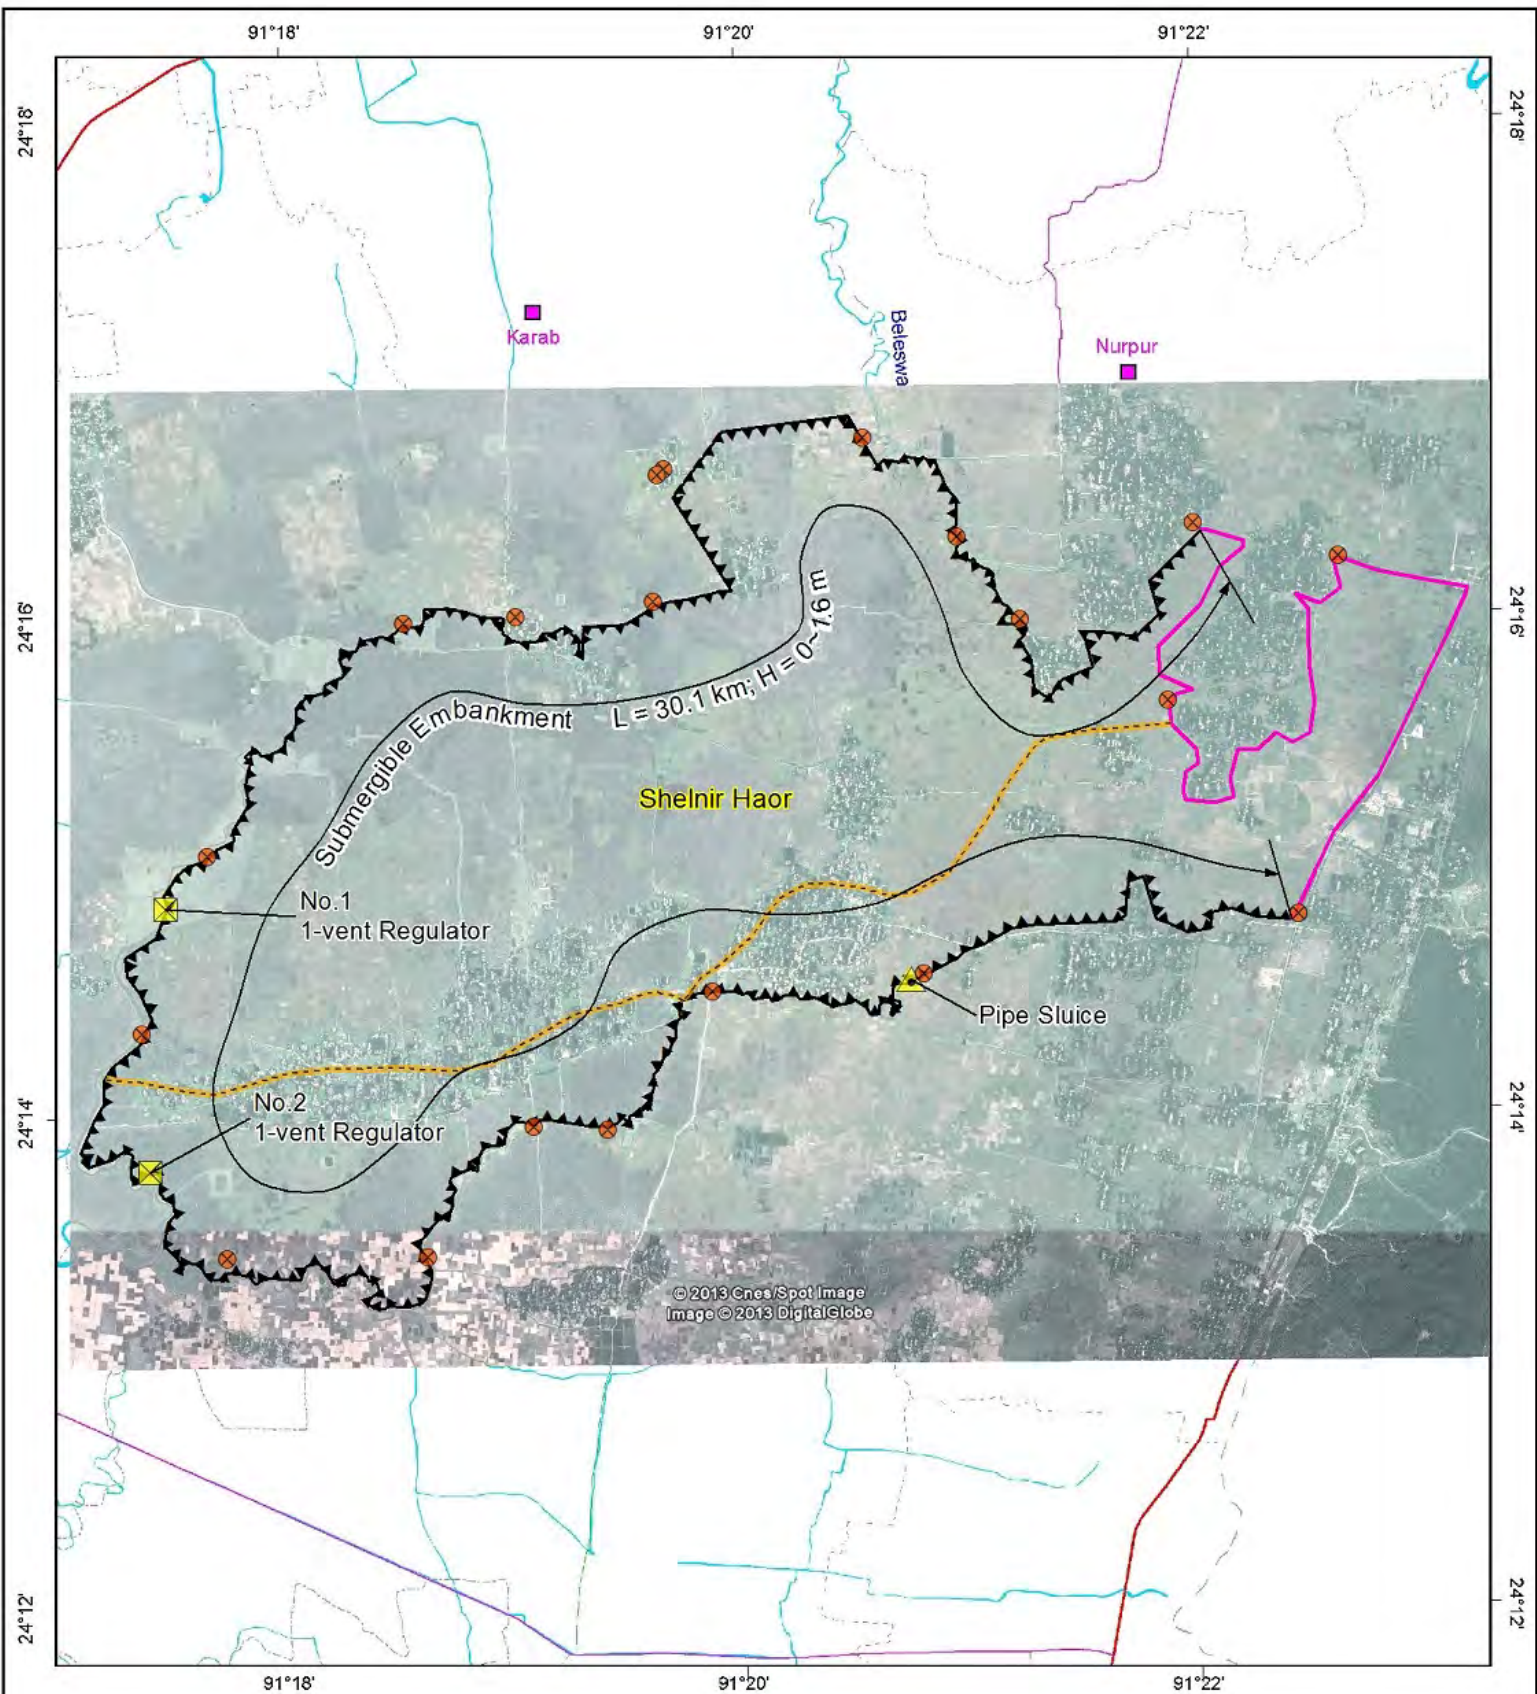 91°18'
91°20'
91°22'
24°18'
24°18'
Karab
Beleswa
Nurpur
24°16'
24°16'
Submergible Embankment
L = 30.1 km; H = 0~1.76 m
Shelnir Haor
No.1
1-vent Regulator
Pipe Sluice
No.2
1-vent Regulator
24°14'
24°14'
© 2013 Cnes/Spot Image
Image © 2013 DigitalGlobe
24°12'
24°12'
91°18'
91°20'
91°22'